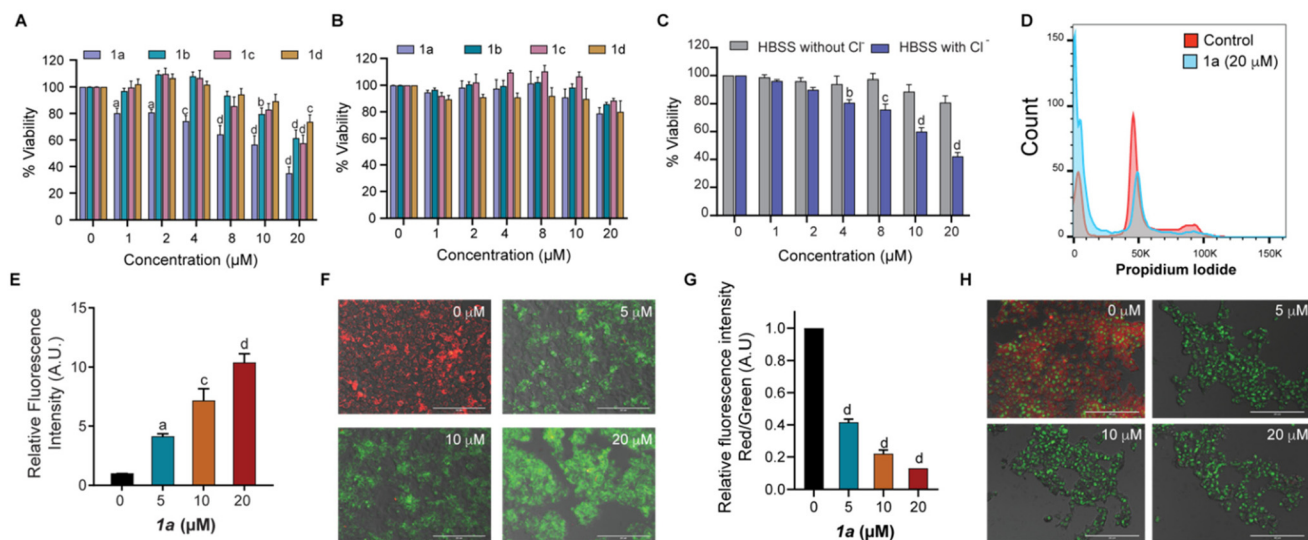 A
1a 1b 1c 1d
% Viability
120
100
80
60
40
20
0
a a c d d b d d d c
0 1 2 4 8 10 20
Concentration (μM)
B
1a 1b 1c 1d
% Viability
120
100
80
60
40
20
0
0 1 2 4 8 10 20
Concentration (μM)
C
HBSS without Cl⁻ HBSS with Cl⁻
% Viability
120
100
80
60
40
20
0
b c d d
0 1 2 4 8 10 20
Concentration (μM)
D
Control
1a (20 μM)
Count
150
100
50
0
0 50K 100K 150K
Propidium Iodide
E
Relative Fluorescence
Intensity (A.U.)
15
10
5
0
a c d
0 5 10 20
1a (μM)
F
0 μM 5 μM
10 μM 20 μM
G
Relative fluorescence intensity
Red/Green (A.U)
1.0
0.8
0.6
0.4
0.2
0.0
d d d
0 5 10 20
1a (μM)
H
0 μM 5 μM
10 μM 20 μM